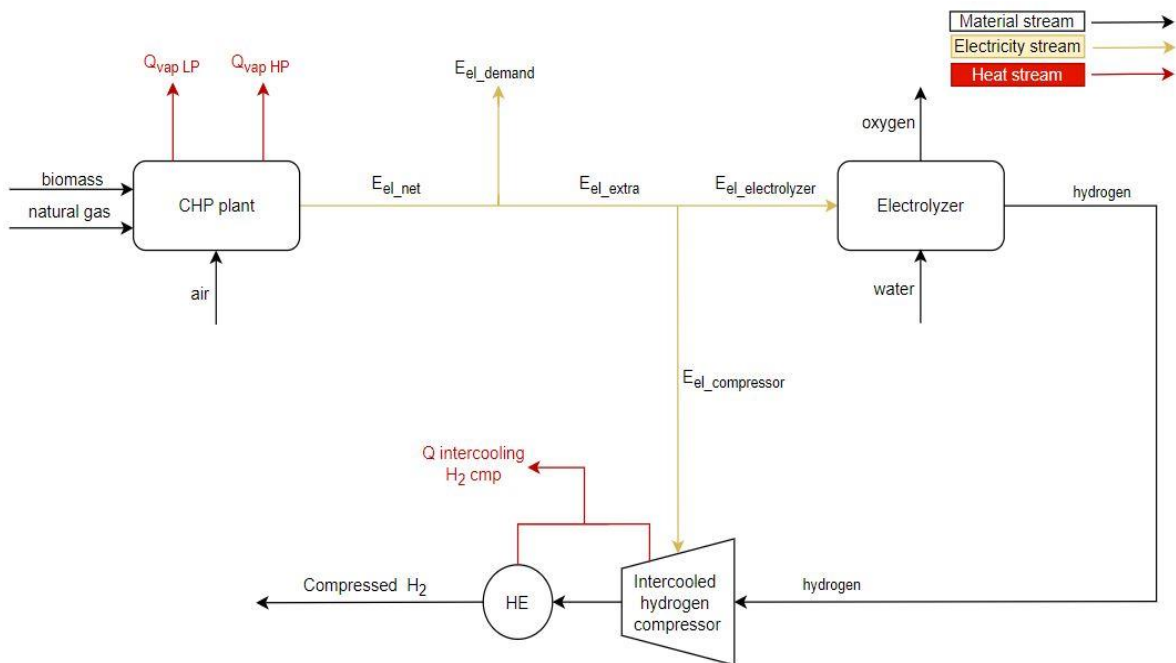 Material stream
Electricity stream
Heat stream
Qvap LP
Qvap HP
Eel_demand
oxygen
biomass
natural gas
CHP plant
Eel_net
Eel_extra
Eel_electrolyzer
Electrolyzer
hydrogen
air
water
Eel_compressor
Q intercooling
H2 cmp
Compressed H2
HE
Intercooled
hydrogen
compressor
hydrogen